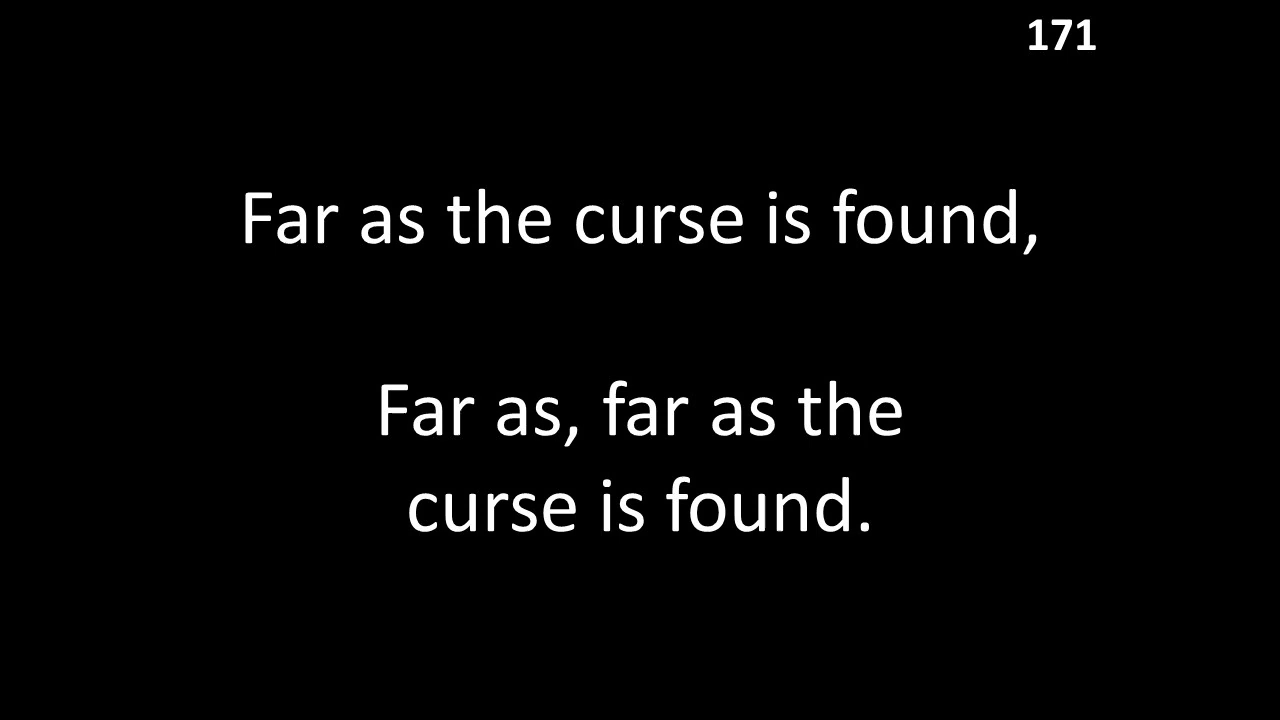 171
Far as the curse is found,
Far as, far as the
curse is found.